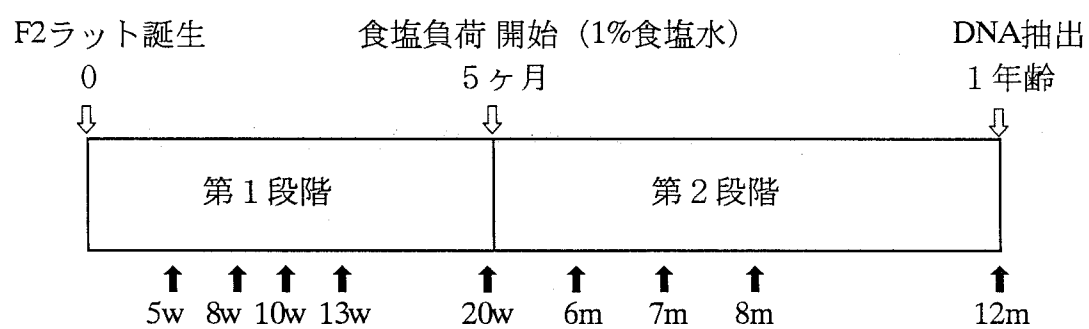 F2ラット誕生 食塩負荷 開始（1%食塩水） DNA抽出
0 5ヶ月 1年齢
第1段階 第2段階
5w 8w 10w 13w 20w 6m 7m 8m 12m